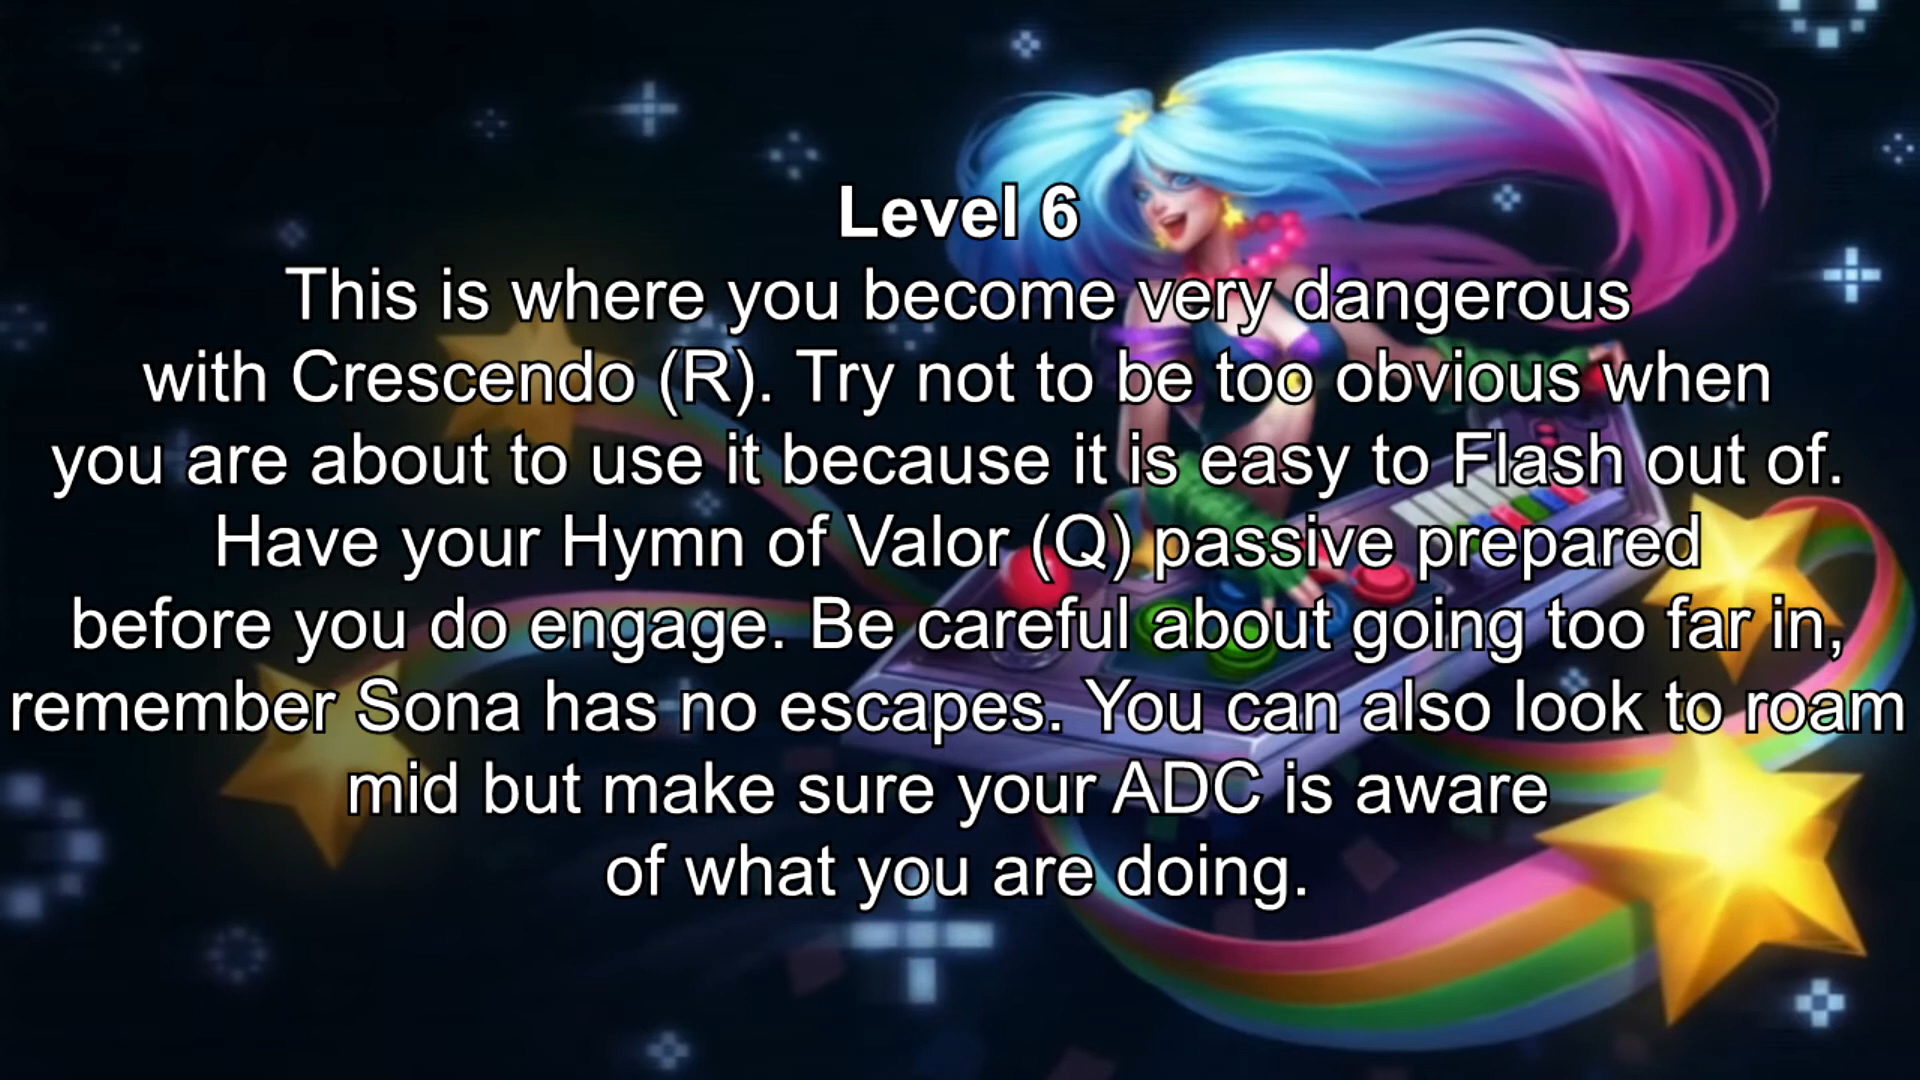 Level 6
This is where you become very dangerous
with Crescendo (R). Try not to be too obvious when
you are about to use it because it is easy to Flash out of.
Have your Hymn of Valor (Q) passive prepared
before you do engage. Be careful about going too far in,
remember Sona has no escapes. You can also look to roam
mid but make sure your ADC is aware
of what you are doing.